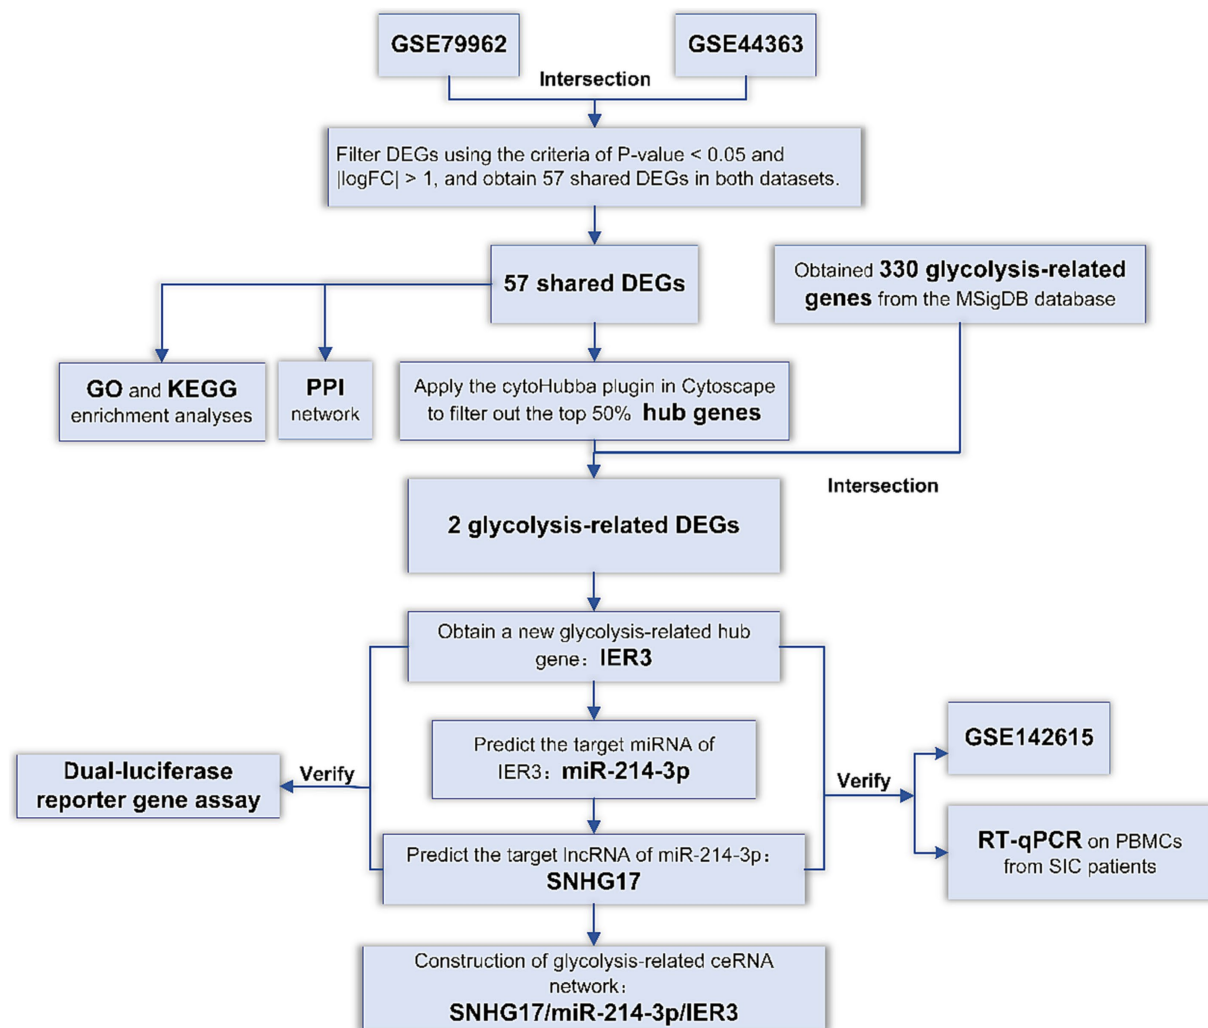 GSE79962
GSE44363
Intersection
Filter DEGs using the criteria of P-value < 0.05 and
|logFC| > 1, and obtain 57 shared DEGs in both datasets.
57 shared DEGs
Obtained 330 glycolysis-related
genes from the MSigDB database
GO and KEGG
enrichment analyses
PPI
network
Apply the cytoHubba plugin in Cytoscape
to filter out the top 50% hub genes
Intersection
2 glycolysis-related DEGs
Obtain a new glycolysis-related hub
gene: IER3
Predict the target miRNA of
IER3: miR-214-3p
GSE142615
Dual-luciferase
reporter gene assay
Verify
Verify
Predict the target lncRNA of miR-214-3p:
SNHG17
RT-qPCR on PBMCs
from SIC patients
Construction of glycolysis-related ceRNA
network:
SNHG17/miR-214-3p/IER3